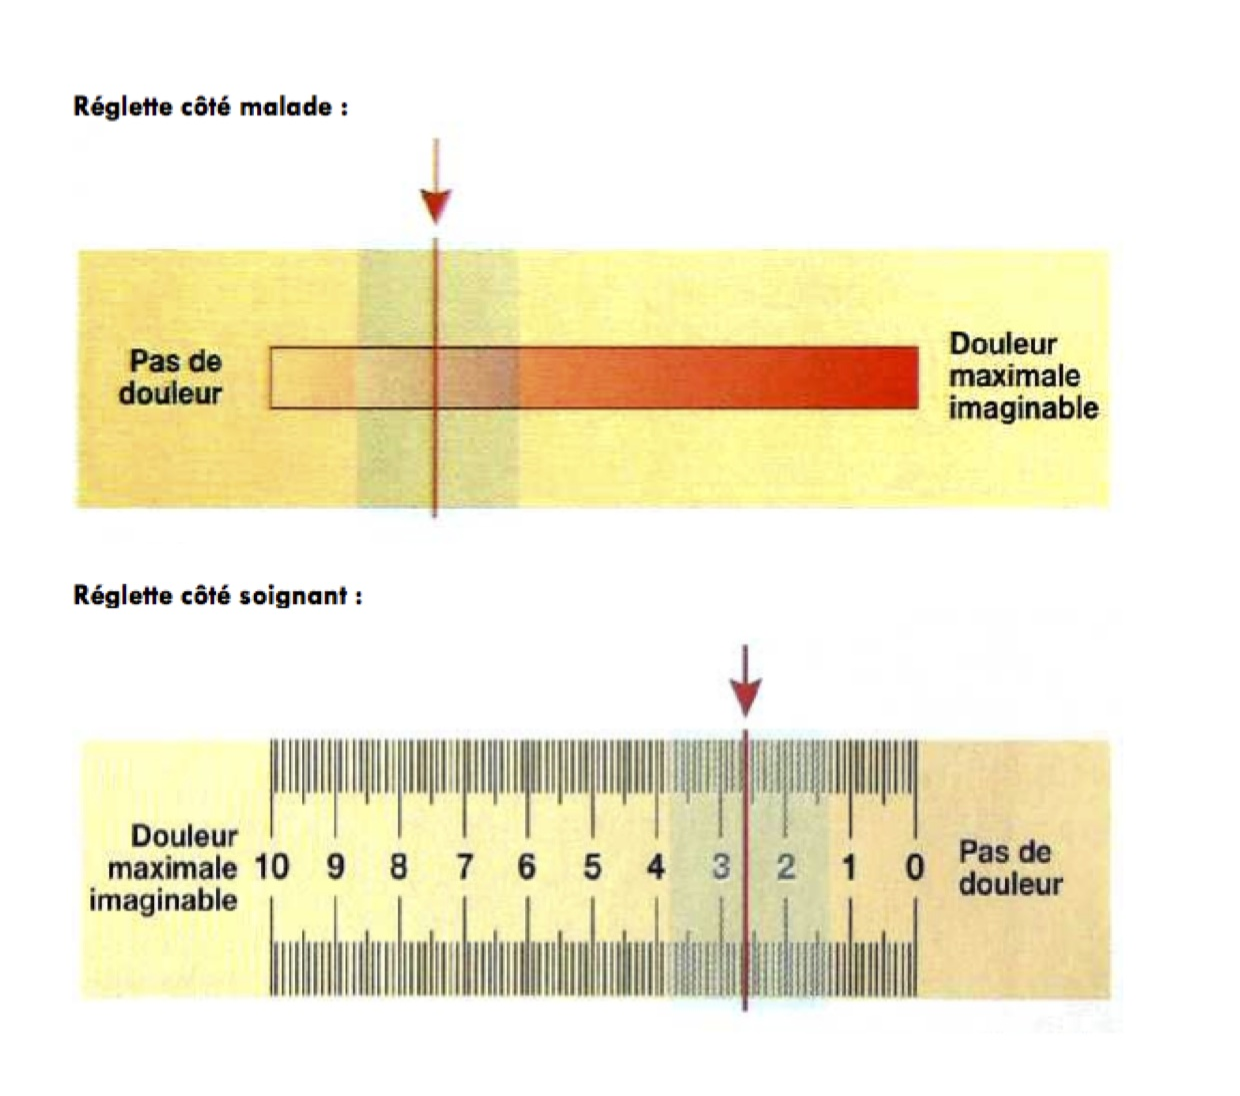 Réglette côté malade :
Pas de
douleur
Douleur
maximale
imaginable
Réglette côté soignant :
Douleur
maximale
imaginable
10 9 8 7 6 5 4 3 2 1 0
Pas de
douleur